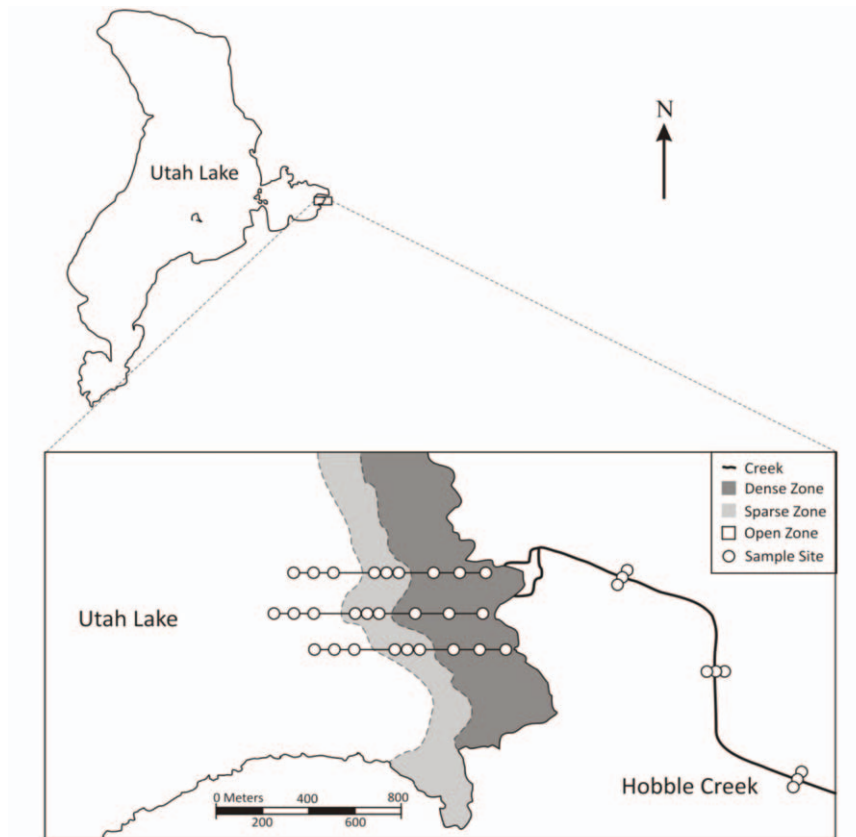 N
Utah Lake
Creek
Dense Zone
Sparse Zone
Open Zone
Sample Site
Utah Lake
Hobble Creek
0 Meters 400 800
200 600